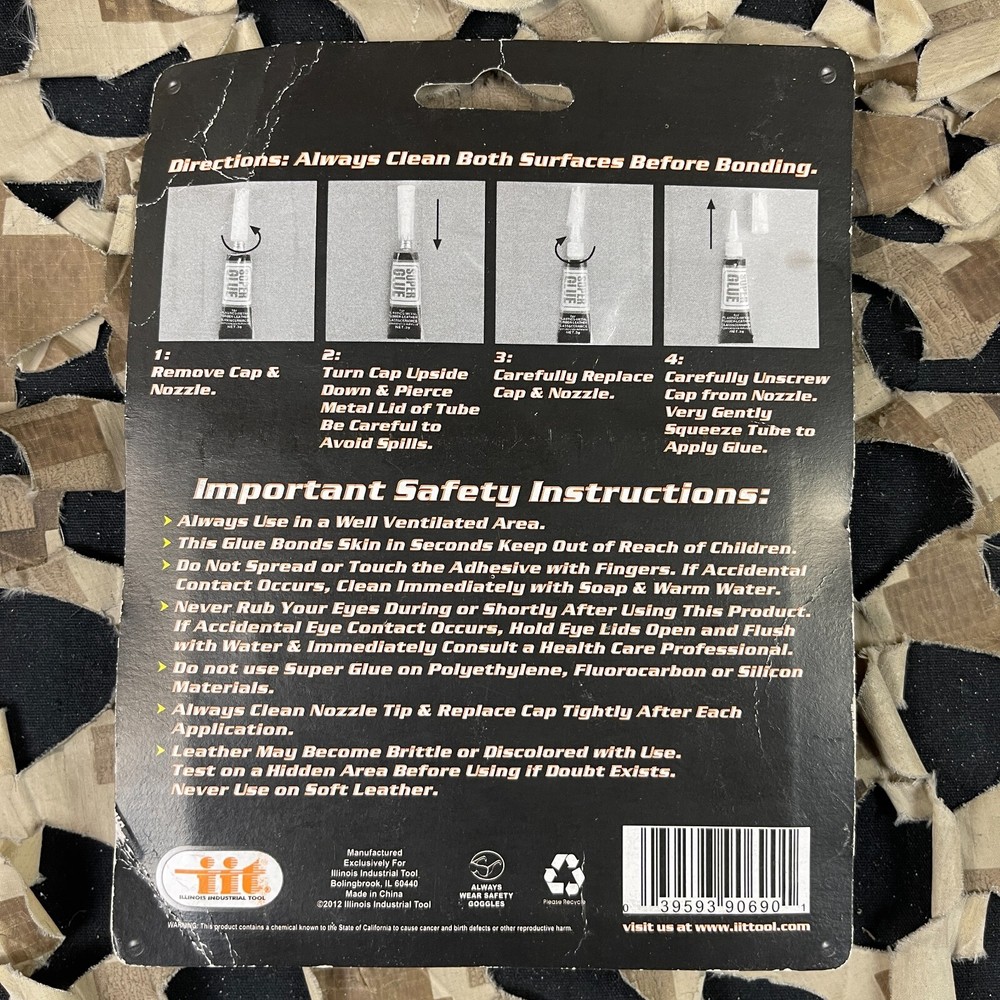 Directions: Always Clean Both Surfaces Before Bonding.
SUPER
GLUE
SUPER
GLUE
SUPER
GLUE
SUPER
GLUE
1:
Remove Cap &
Nozzle.
2:
Turn Cap Upside
Down & Pierce
Metal Lid of Tube
Be Careful to
Avoid Spills.
3:
Carefully Replace
Cap & Nozzle.
4:
Carefully Unscrew
Cap from Nozzle.
Very Gently
Squeeze Tube to
Apply Glue.
Important Safety Instructions:
Always Use in a Well Ventilated Area.
This Glue Bonds Skin in Seconds Keep Out of Reach of Children.
Do Not Spread or Touch the Adhesive with Fingers. If Accidental
Contact Occurs, Clean Immediately with Soap & Warm Water.
Never Rub Your Eyes During or Shortly After Using This Product.
If Accidental Eye Contact Occurs, Hold Eye Lids Open and Flush
with Water & Immediately Consult a Health Care Professional.
Do not use Super Glue on Polyethylene, Fluorocarbon or Silicon
Materials.
Always Clean Nozzle Tip & Replace Cap Tightly After Each
Application.
Leather May Become Brittle or Discolored with Use.
Test on a Hidden Area Before Using if Doubt Exists.
Never Use on Soft Leather.
iit®
ILLINOIS INDUSTRIAL TOOL
Manufactured
Exclusively For
Illinois Industrial Tool
Bolingbrook, IL 60440
Made in China
©2012 Illinois Industrial Tool
ALWAYS
WEAR SAFETY
GOGGLES
Please Recycle
0 39593 90690 1
visit us at www.iittool.com
WARNING: This product contains a chemical known to the State of California to cause cancer and birth defects or other reproductive harm.